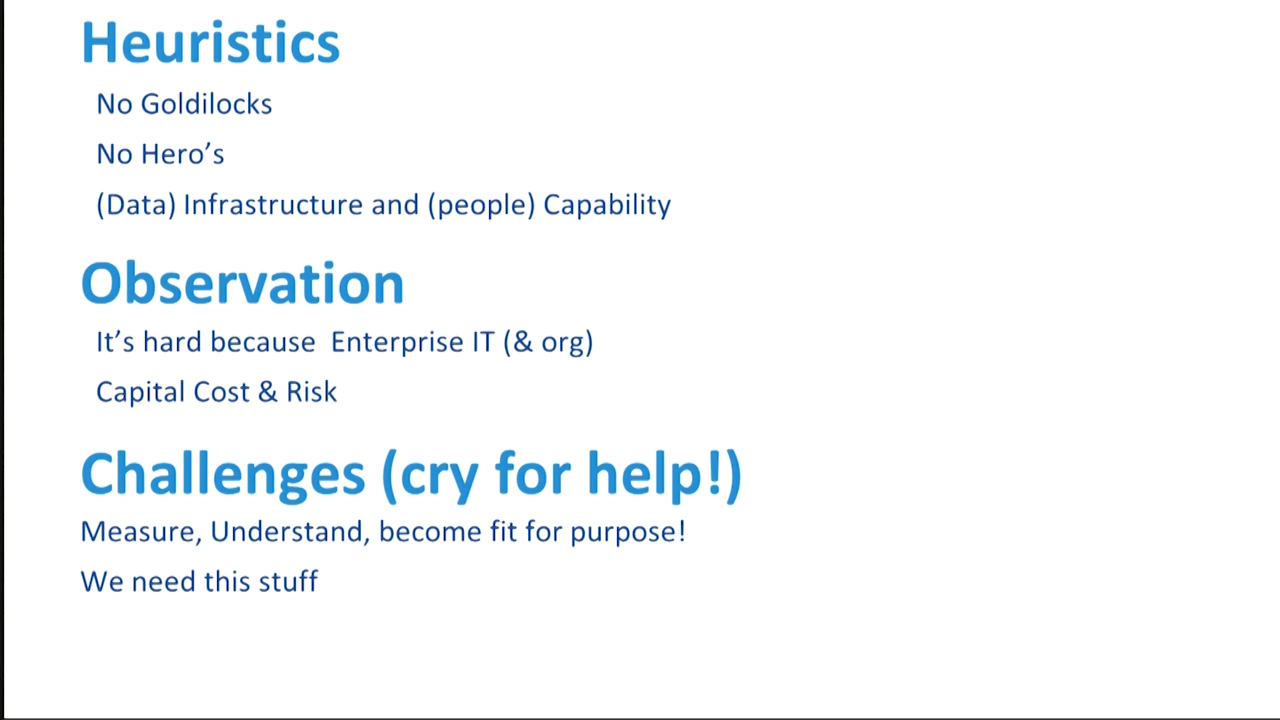 Heuristics
No Goldilocks
No Hero’s
(Data) Infrastructure and (people) Capability
Observation
It’s hard because  Enterprise IT (& org)
Capital Cost & Risk
Challenges (cry for help!)
Measure, Understand, become fit for purpose!
We need this stuff